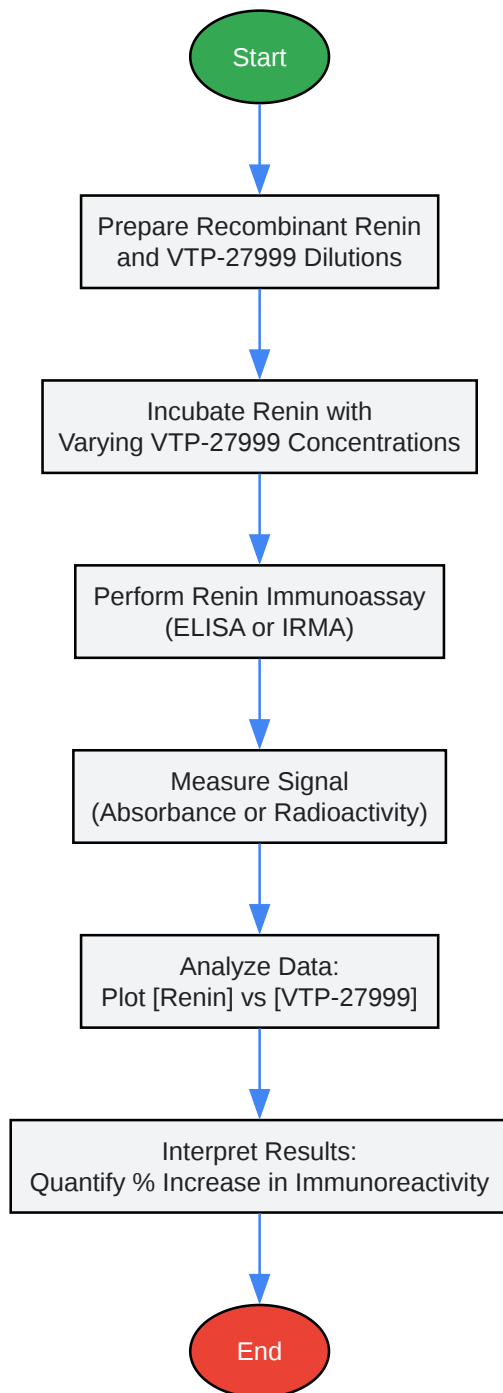 Start
Prepare Recombinant Renin
and VTP-27999 Dilutions
Incubate Renin with
Varying VTP-27999 Concentrations
Perform Renin Immunoassay
(ELISA or IRMA)
Measure Signal
(Absorbance or Radioactivity)
Analyze Data:
Plot [Renin] vs [VTP-27999]
Interpret Results:
Quantify % Increase in Immunoreactivity
End